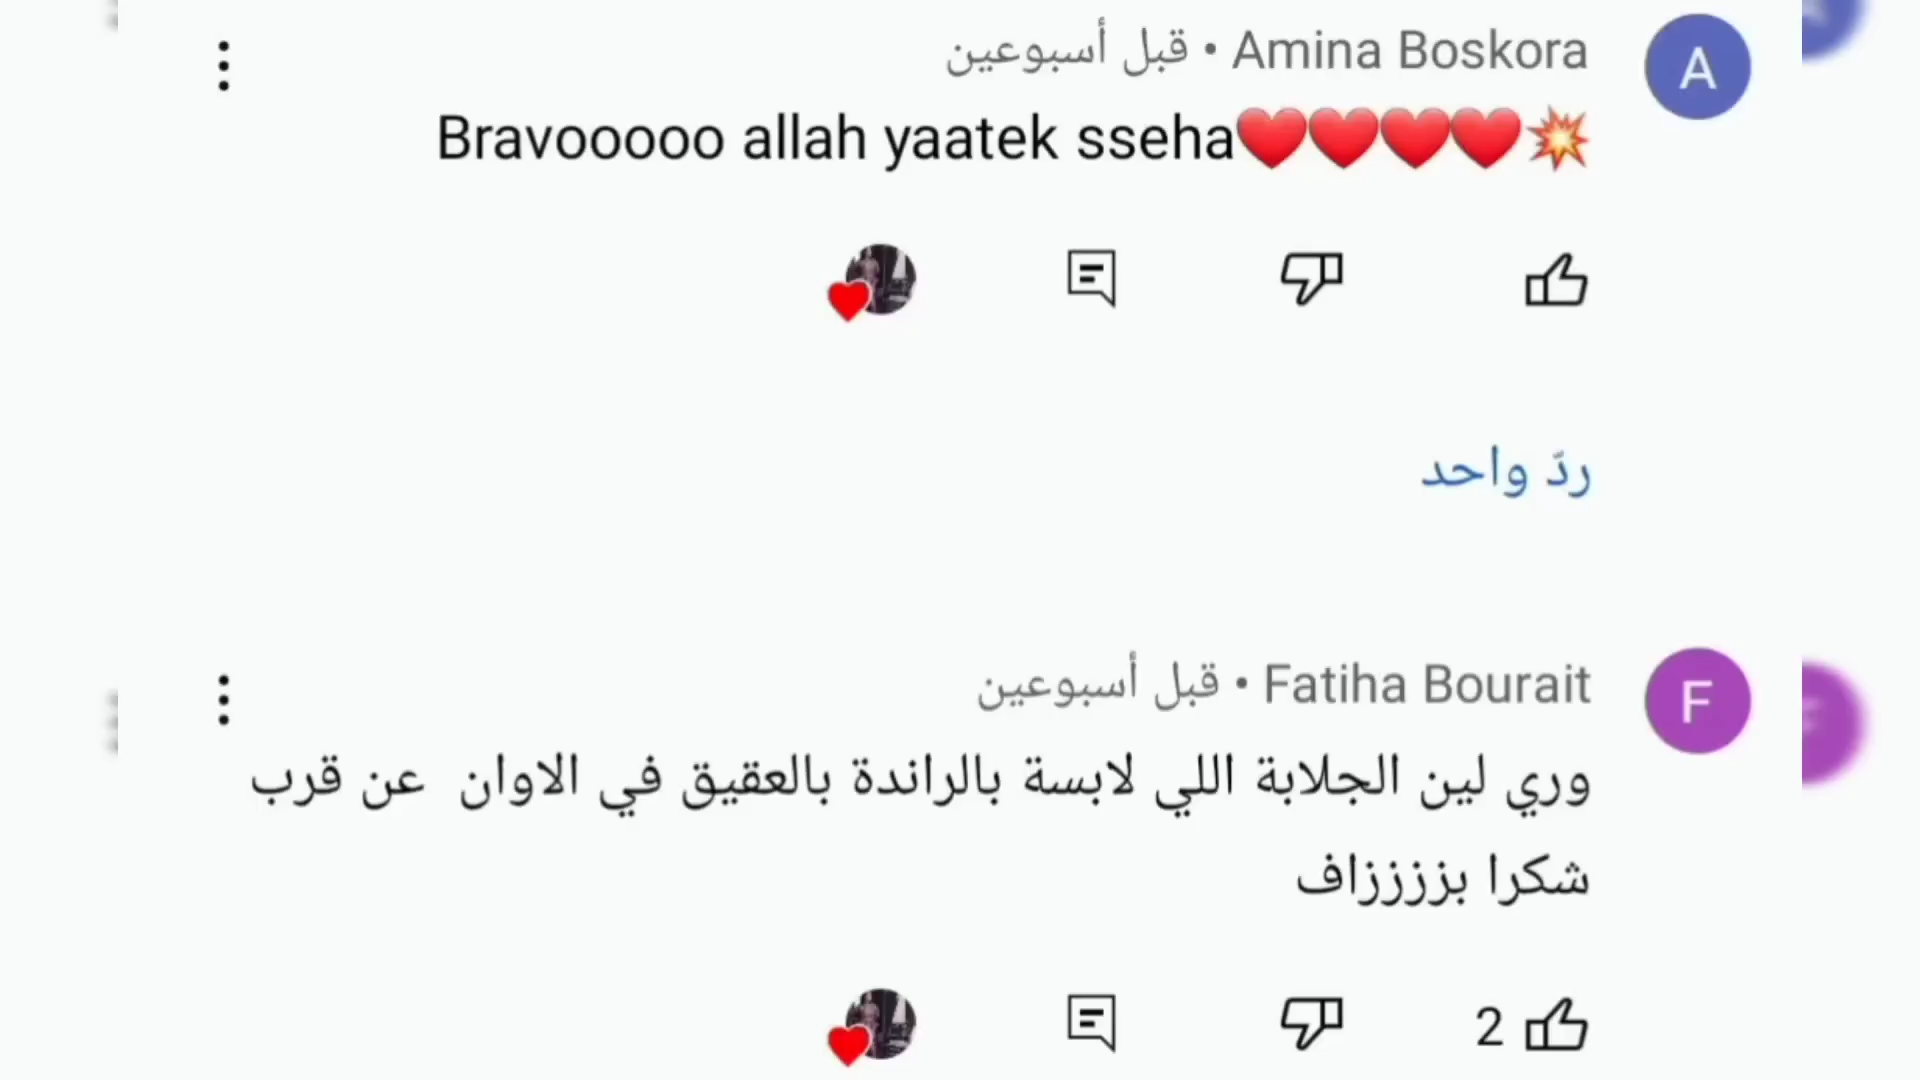 Amina Boskora • قبل أسبوعين
A
Bravooooo allah yaatek sseha❤️❤️❤️❤️💥
ردّ واحد
Fatiha Bourait • قبل أسبوعين
F
وري لين الجلابة اللي لابسة بالراندة بالعقيق في الاوان عن قرب
شكرا بززززاف
2